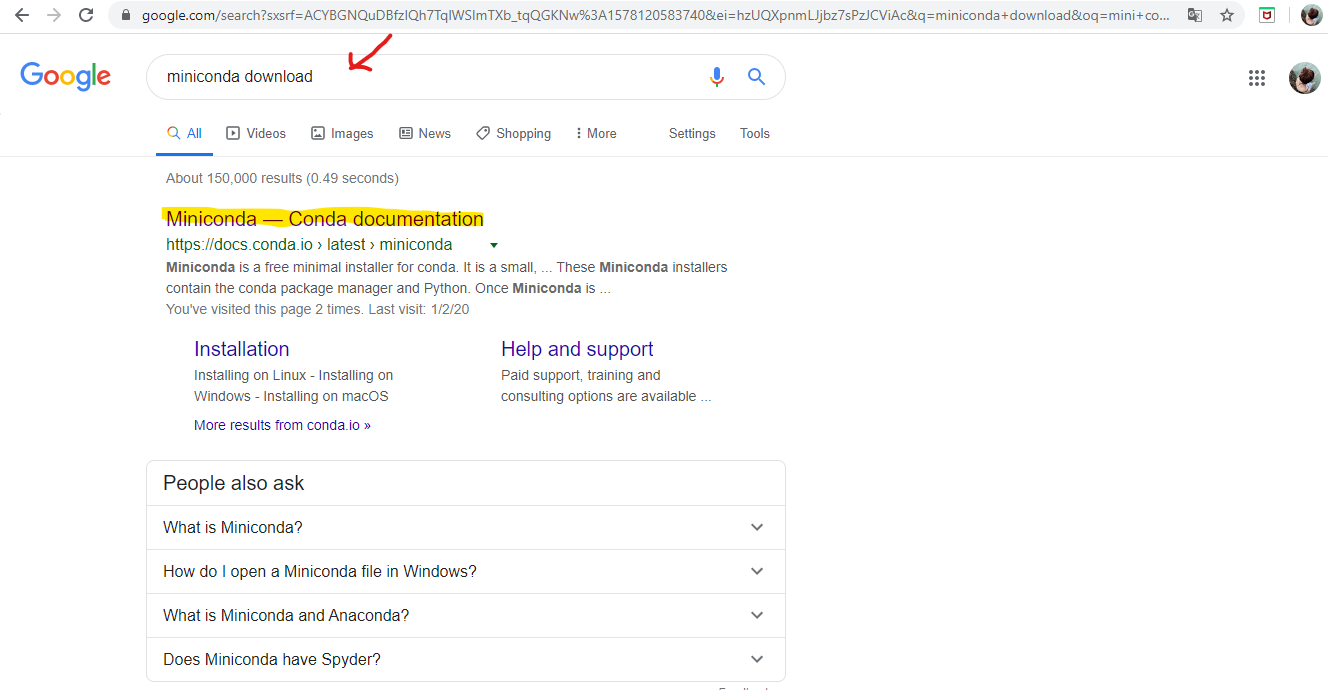 google.com/search?sxsrf=ACYBGNQuDBfzIQh7TqIWSImTXb_tqQGKNw%3A1578120583740&ei=hzUQXpnmLJjbz7sPzJCViAc&q=miniconda+download&oq=mini+co...
Google
miniconda download
All Videos Images News Shopping More Settings Tools
About 150,000 results (0.49 seconds)
Miniconda — Conda documentation
https://docs.conda.io › latest › miniconda
Miniconda is a free minimal installer for conda. It is a small, ... These Miniconda installers
contain the conda package manager and Python. Once Miniconda is ...
You've visited this page 2 times. Last visit: 1/2/20
Installation
Installing on Linux - Installing on
Windows - Installing on macOS
Help and support
Paid support, training and
consulting options are available ...
More results from conda.io »
People also ask
What is Miniconda?
How do I open a Miniconda file in Windows?
What is Miniconda and Anaconda?
Does Miniconda have Spyder?